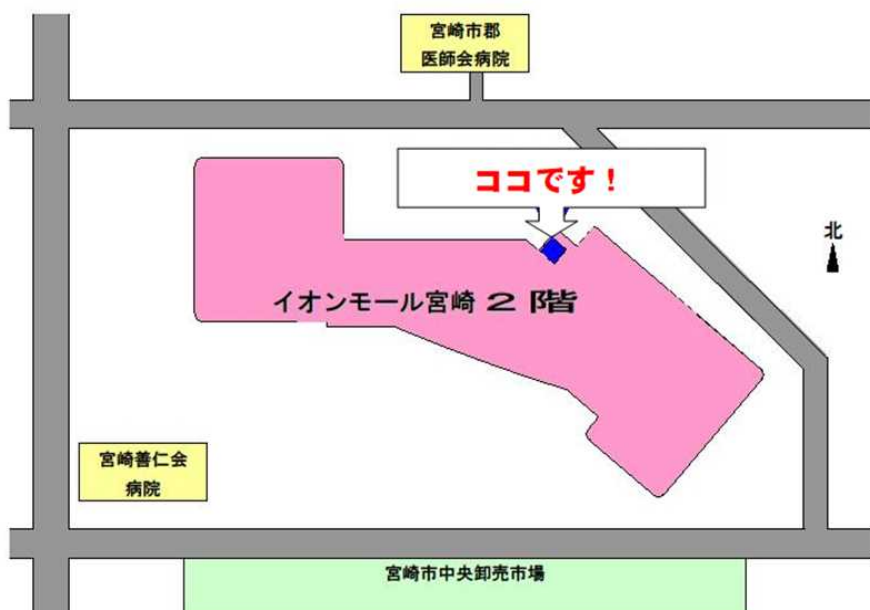 宮崎市郡
医師会病院
ココです！
北
イオンモール宮崎 2 階
宮崎善仁会
病院
宮崎市中央卸売市場